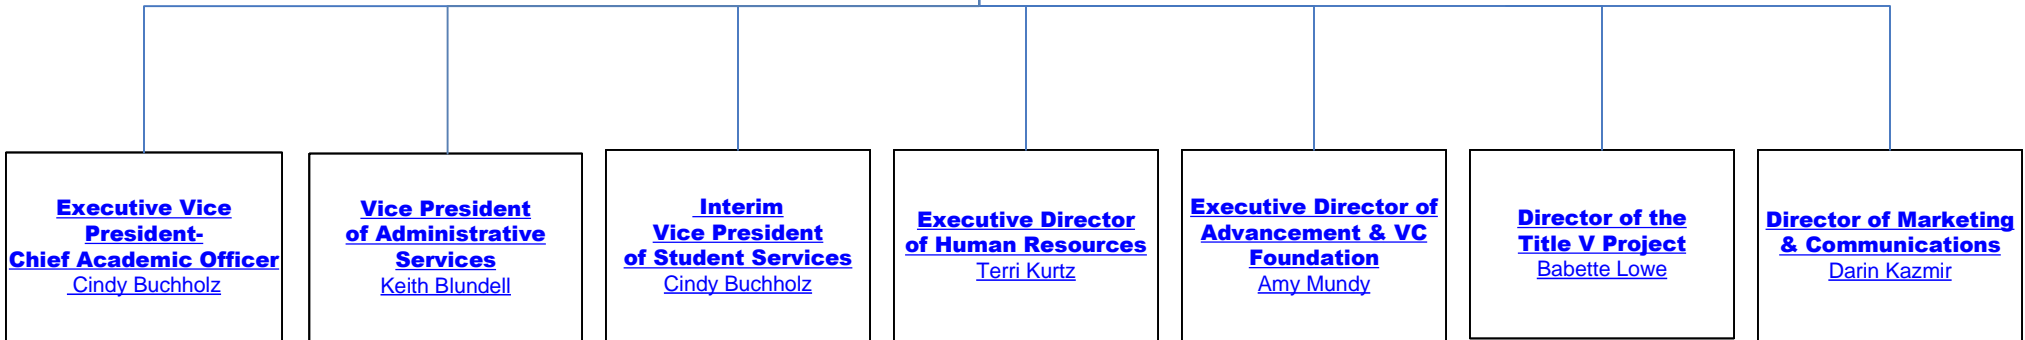 Executive Vice
President-
Chief Academic Officer
Cindy Buchholz
Vice President
of Administrative
Services
Keith Blundell
Interim
Vice President
of Student Services
Cindy Buchholz
Executive Director
of Human Resources
Terri Kurtz
Executive Director of
Advancement & VC
Foundation
Amy Mundy
Director of the
Title V Project
Babette Lowe
Director of Marketing
& Communications
Darin Kazmir